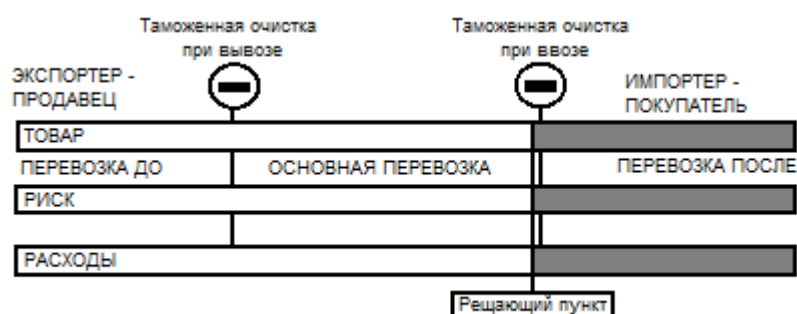 Таможенная очистка
при вывозе
Таможенная очистка
при ввозе
ЭКСПОРТЕР -
ПРОДАВЕЦ
ИМПОРТЕР -
ПОКУПАТЕЛЬ
ТОВАР
ПЕРЕВОЗКА ДО
ОСНОВНАЯ ПЕРЕВОЗКА
ПЕРЕВОЗКА ПОСЛЕ
РИСК
РАСХОДЫ
Рещающий пункт